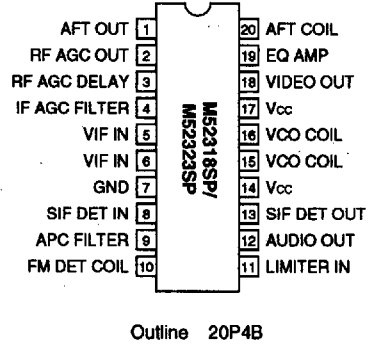 AFT OUT 1 20 AFT COIL
RF AGC OUT 2 19 EQ AMP
RF AGC DELAY 3 18 VIDEO OUT
IF AGC FILTER 4 17 Vcc
VIF IN 5 16 VCO COIL
VIF IN 6 15 VCO COIL
GND 7 14 Vcc
SIF DET IN 8 13 SIF DET OUT
APC FILTER 9 12 AUDIO OUT
FM DET COIL 10 11 LIMITER IN
M52318SP/
M52323SP
Outline 20P4B